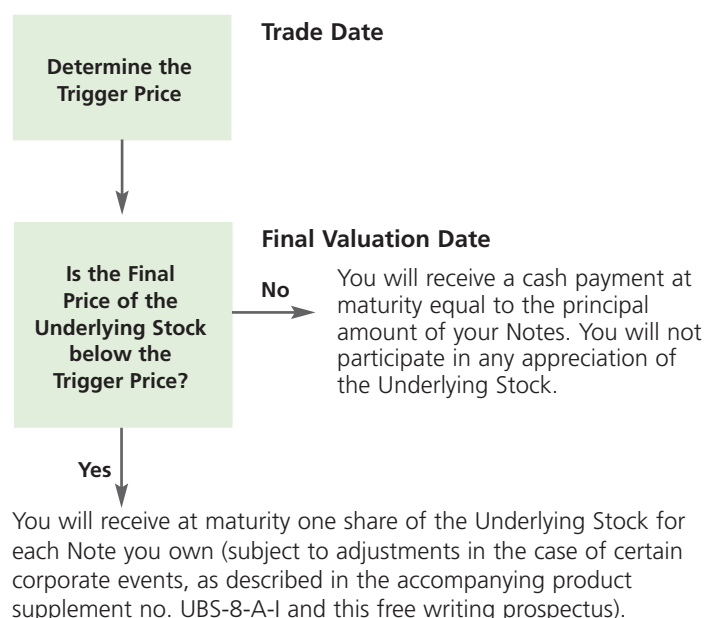 Trade Date
Determine the
Trigger Price
Final Valuation Date
Is the Final
Price of the
Underlying Stock
below the
Trigger Price?
No
You will receive a cash payment at
maturity equal to the principal
amount of your Notes. You will not
participate in any appreciation of
the Underlying Stock.
Yes
You will receive at maturity one share of the Underlying Stock for
each Note you own (subject to adjustments in the case of certain
corporate events, as described in the accompanying product
supplement no. UBS-8-A-I and this free writing prospectus).